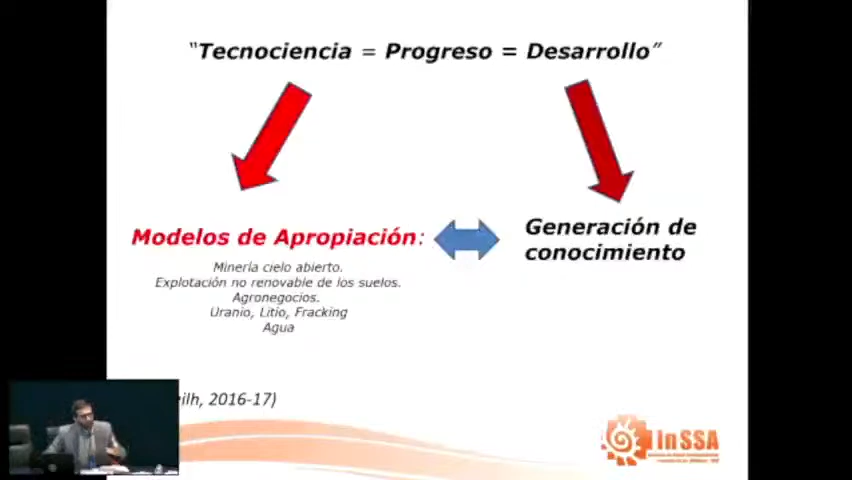 “Tecnociencia = Progreso = Desarrollo”
Modelos de Apropiación:
Minería cielo abierto.
Explotación no renovable de los suelos.
Agronegocios.
Uranio, Litio, Fracking
Agua
Generación de
conocimiento
eilh, 2016-17)
InSSA